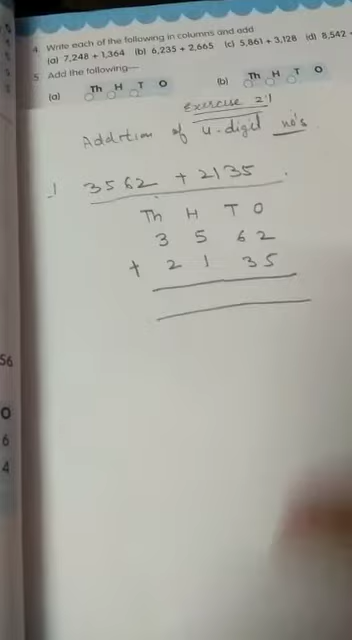 4. Write each of the following in columns and add
(a) 7,248 + 1,364 (b) 6,235 + 2,665 (c) 5,861 + 3,128 (d) 8,542
5. Add the following—
(a) Th H T O (b) Th H T O
Exercise 21
Addition of 4-digit no's
1 3562 + 2135
Th H T O
3 5 6 2
+ 2 1 3 5
56
0
6
4